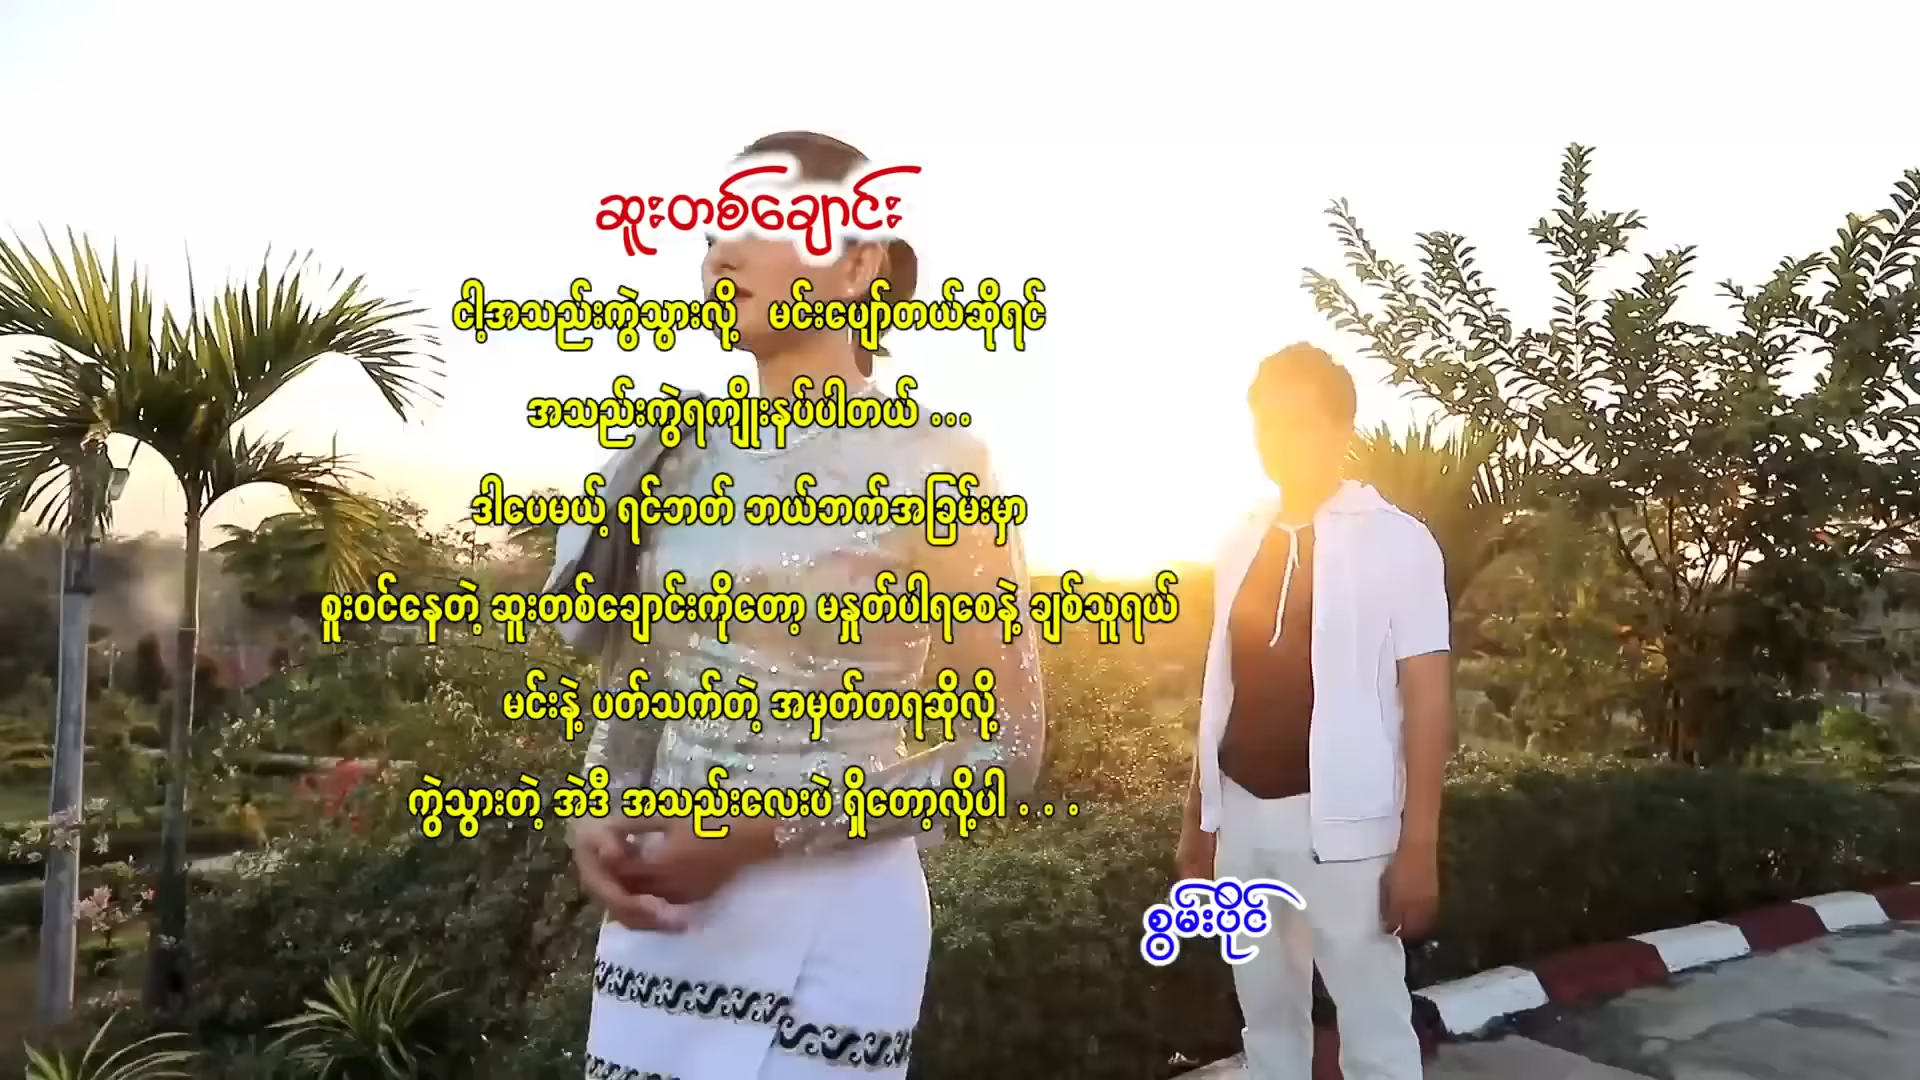 ဆူးတစ်ချောင်း
ငါ့အသည်းကွဲသွားလို့ မင်းပျော်တယ်ဆိုရင်
အသည်းကွဲရကျိုးနပ်ပါတယ် ...
ဒါပေမယ့် ရင်ဘတ် ဘယ်ဘက်အခြမ်းမှာ
စူးဝင်နေတဲ့ ဆူးတစ်ချောင်းကိုတော့ မနှုတ်ပါရစေနဲ့ ချစ်သူရယ်
မင်းနဲ့ ပတ်သက်တဲ့ အမှတ်တရဆိုလို့
ကွဲသွားတဲ့ အဲဒီ အသည်းလေးပဲ ရှိတော့လို့ပါ . . .
စွမ်းပိုင်